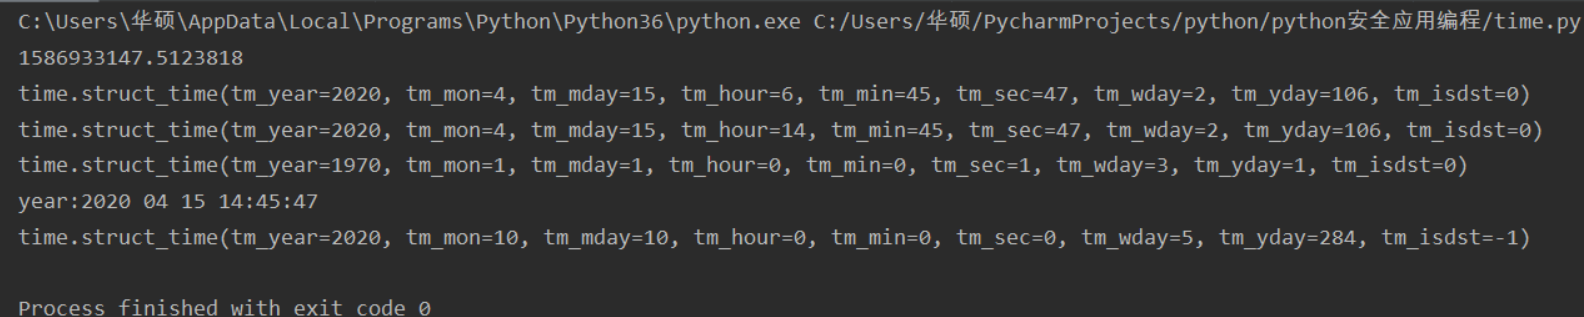 C:\Users\华硕\AppData\Local\Programs\Python\Python36\python.exe C:/Users/华硕/PycharmProjects/python/python安全应用编程/time.py
1586933147.5123818
time.struct_time(tm_year=2020, tm_mon=4, tm_mday=15, tm_hour=6, tm_min=45, tm_sec=47, tm_wday=2, tm_yday=106, tm_isdst=0)
time.struct_time(tm_year=2020, tm_mon=4, tm_mday=15, tm_hour=14, tm_min=45, tm_sec=47, tm_wday=2, tm_yday=106, tm_isdst=0)
time.struct_time(tm_year=1970, tm_mon=1, tm_mday=1, tm_hour=0, tm_min=0, tm_sec=1, tm_wday=3, tm_yday=1, tm_isdst=0)
year:2020 04 15 14:45:47
time.struct_time(tm_year=2020, tm_mon=10, tm_mday=10, tm_hour=0, tm_min=0, tm_sec=0, tm_wday=5, tm_yday=284, tm_isdst=-1)
Process finished with exit code 0